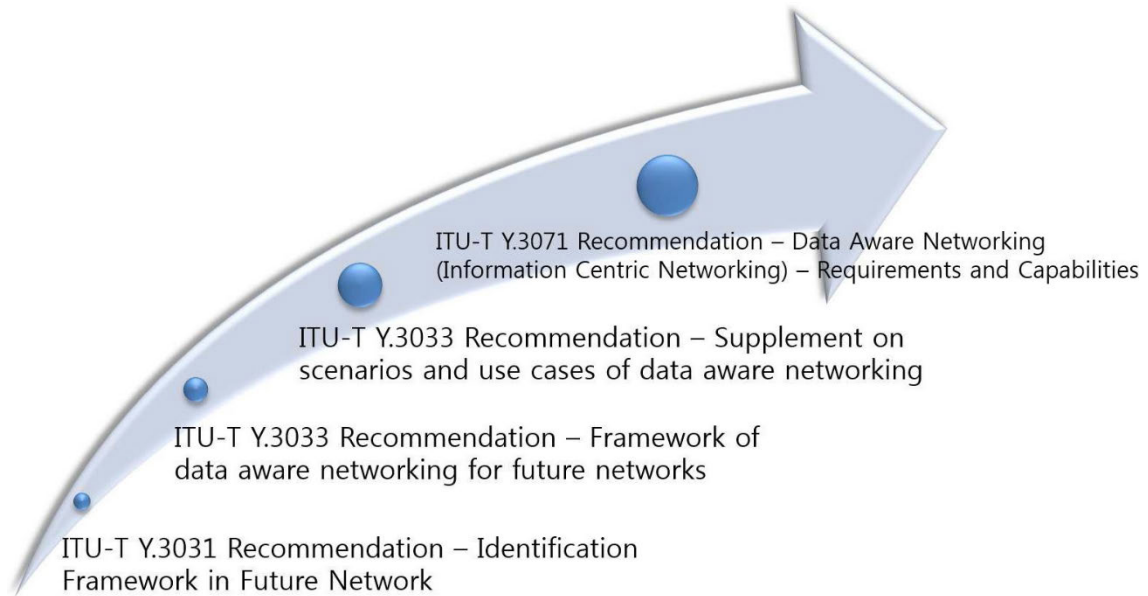 ITU-T Y.3071 Recommendation – Data Aware Networking
(Information Centric Networking) – Requirements and Capabilities
ITU-T Y.3033 Recommendation – Supplement on
scenarios and use cases of data aware networking
ITU-T Y.3033 Recommendation – Framework of
data aware networking for future networks
ITU-T Y.3031 Recommendation – Identification
Framework in Future Network